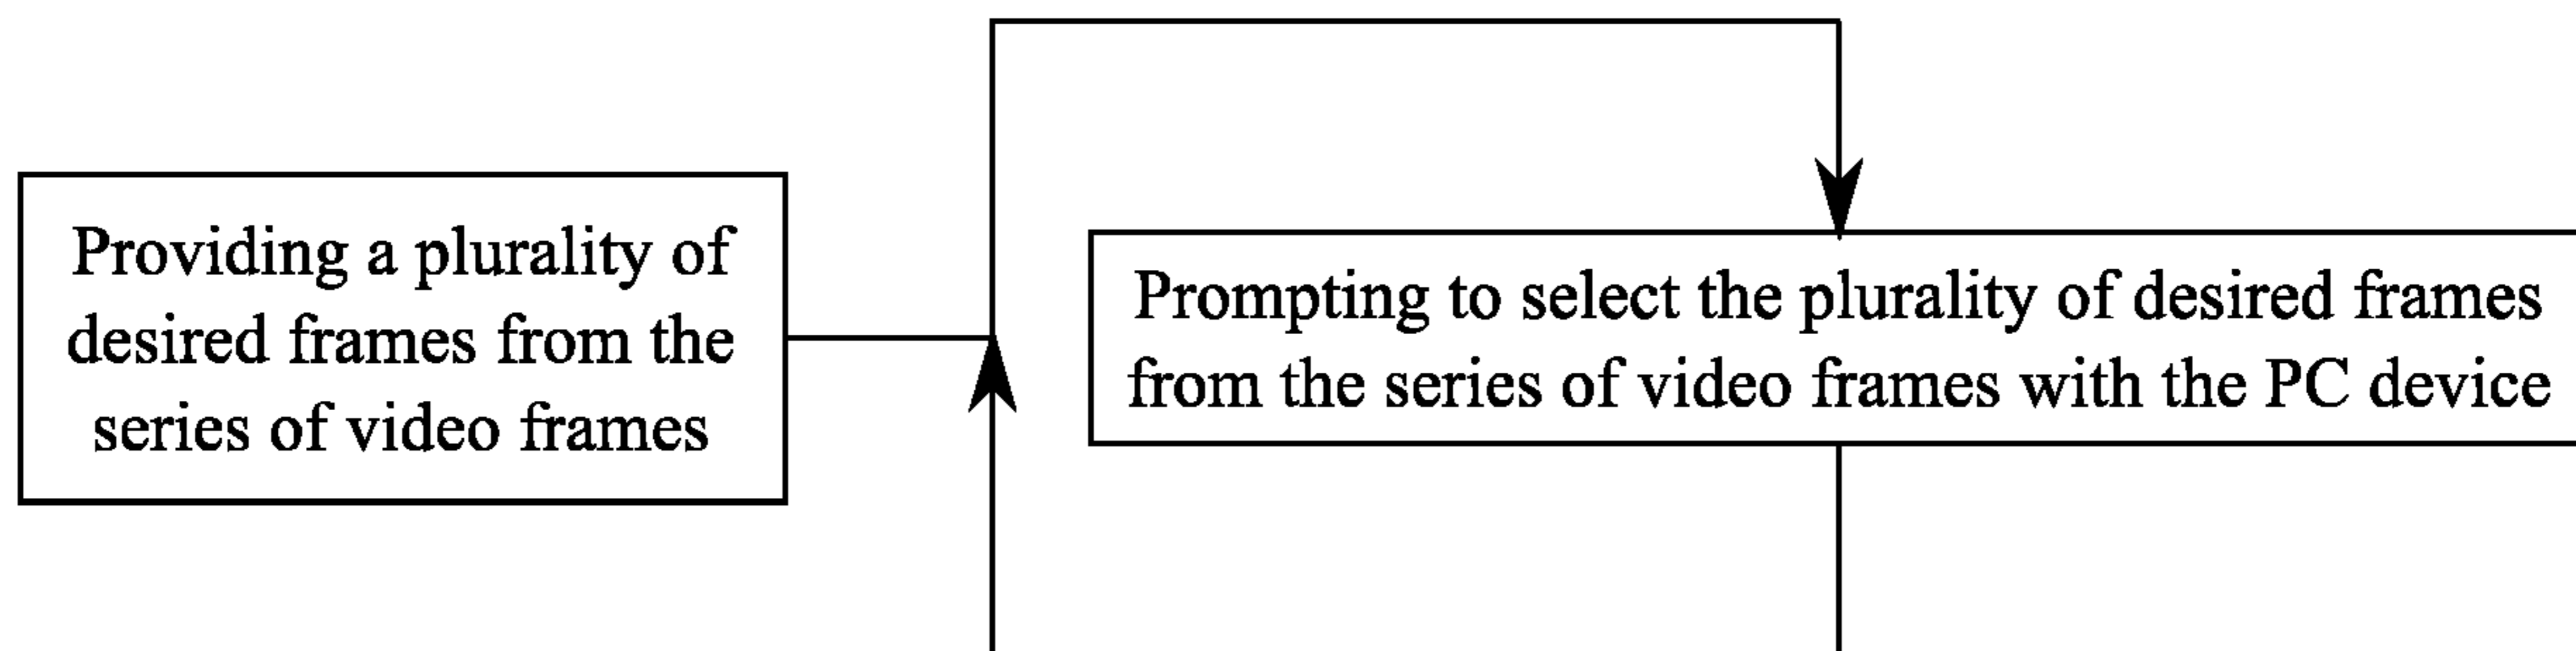 Providing a plurality of
desired frames from the
series of video frames
Prompting to select the plurality of desired frames
from the series of video frames with the PC device